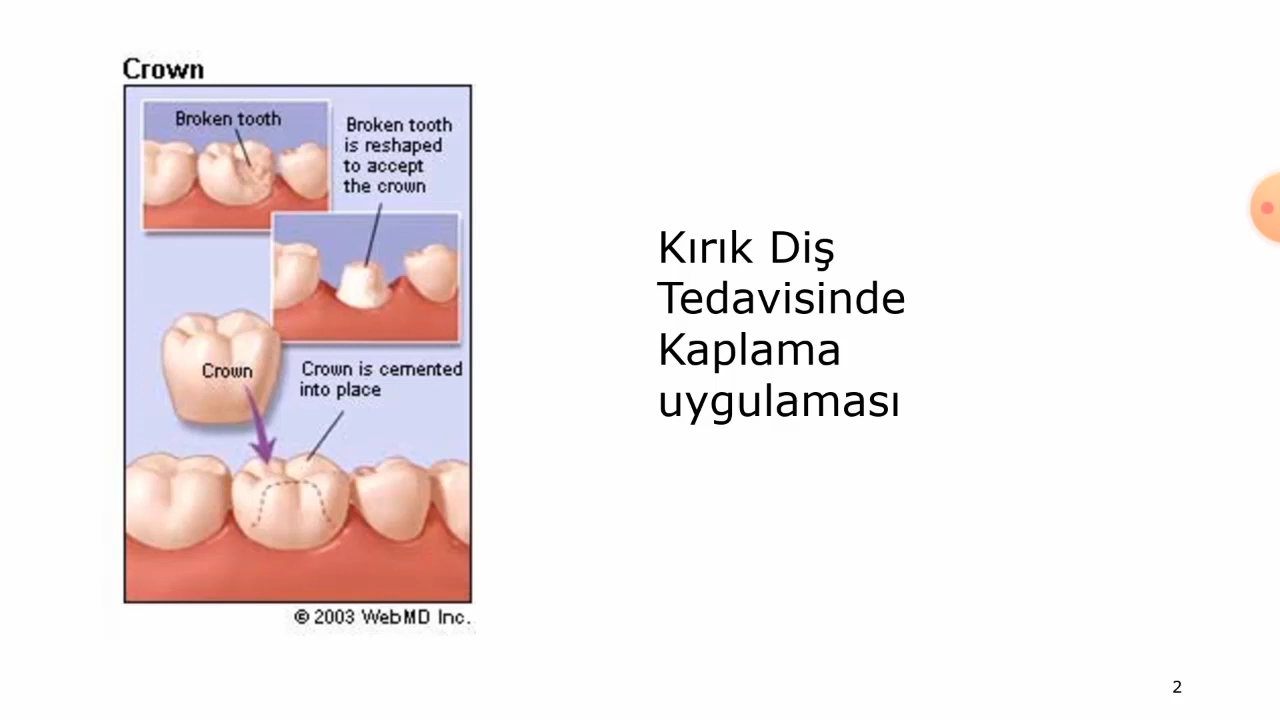 Crown
Broken tooth
Broken tooth
is reshaped
to accept
the crown
Crown
Crown is cemented
into place
© 2003 WebMD Inc.
Kırık Diş
Tedavisinde
Kaplama
uygulaması
2